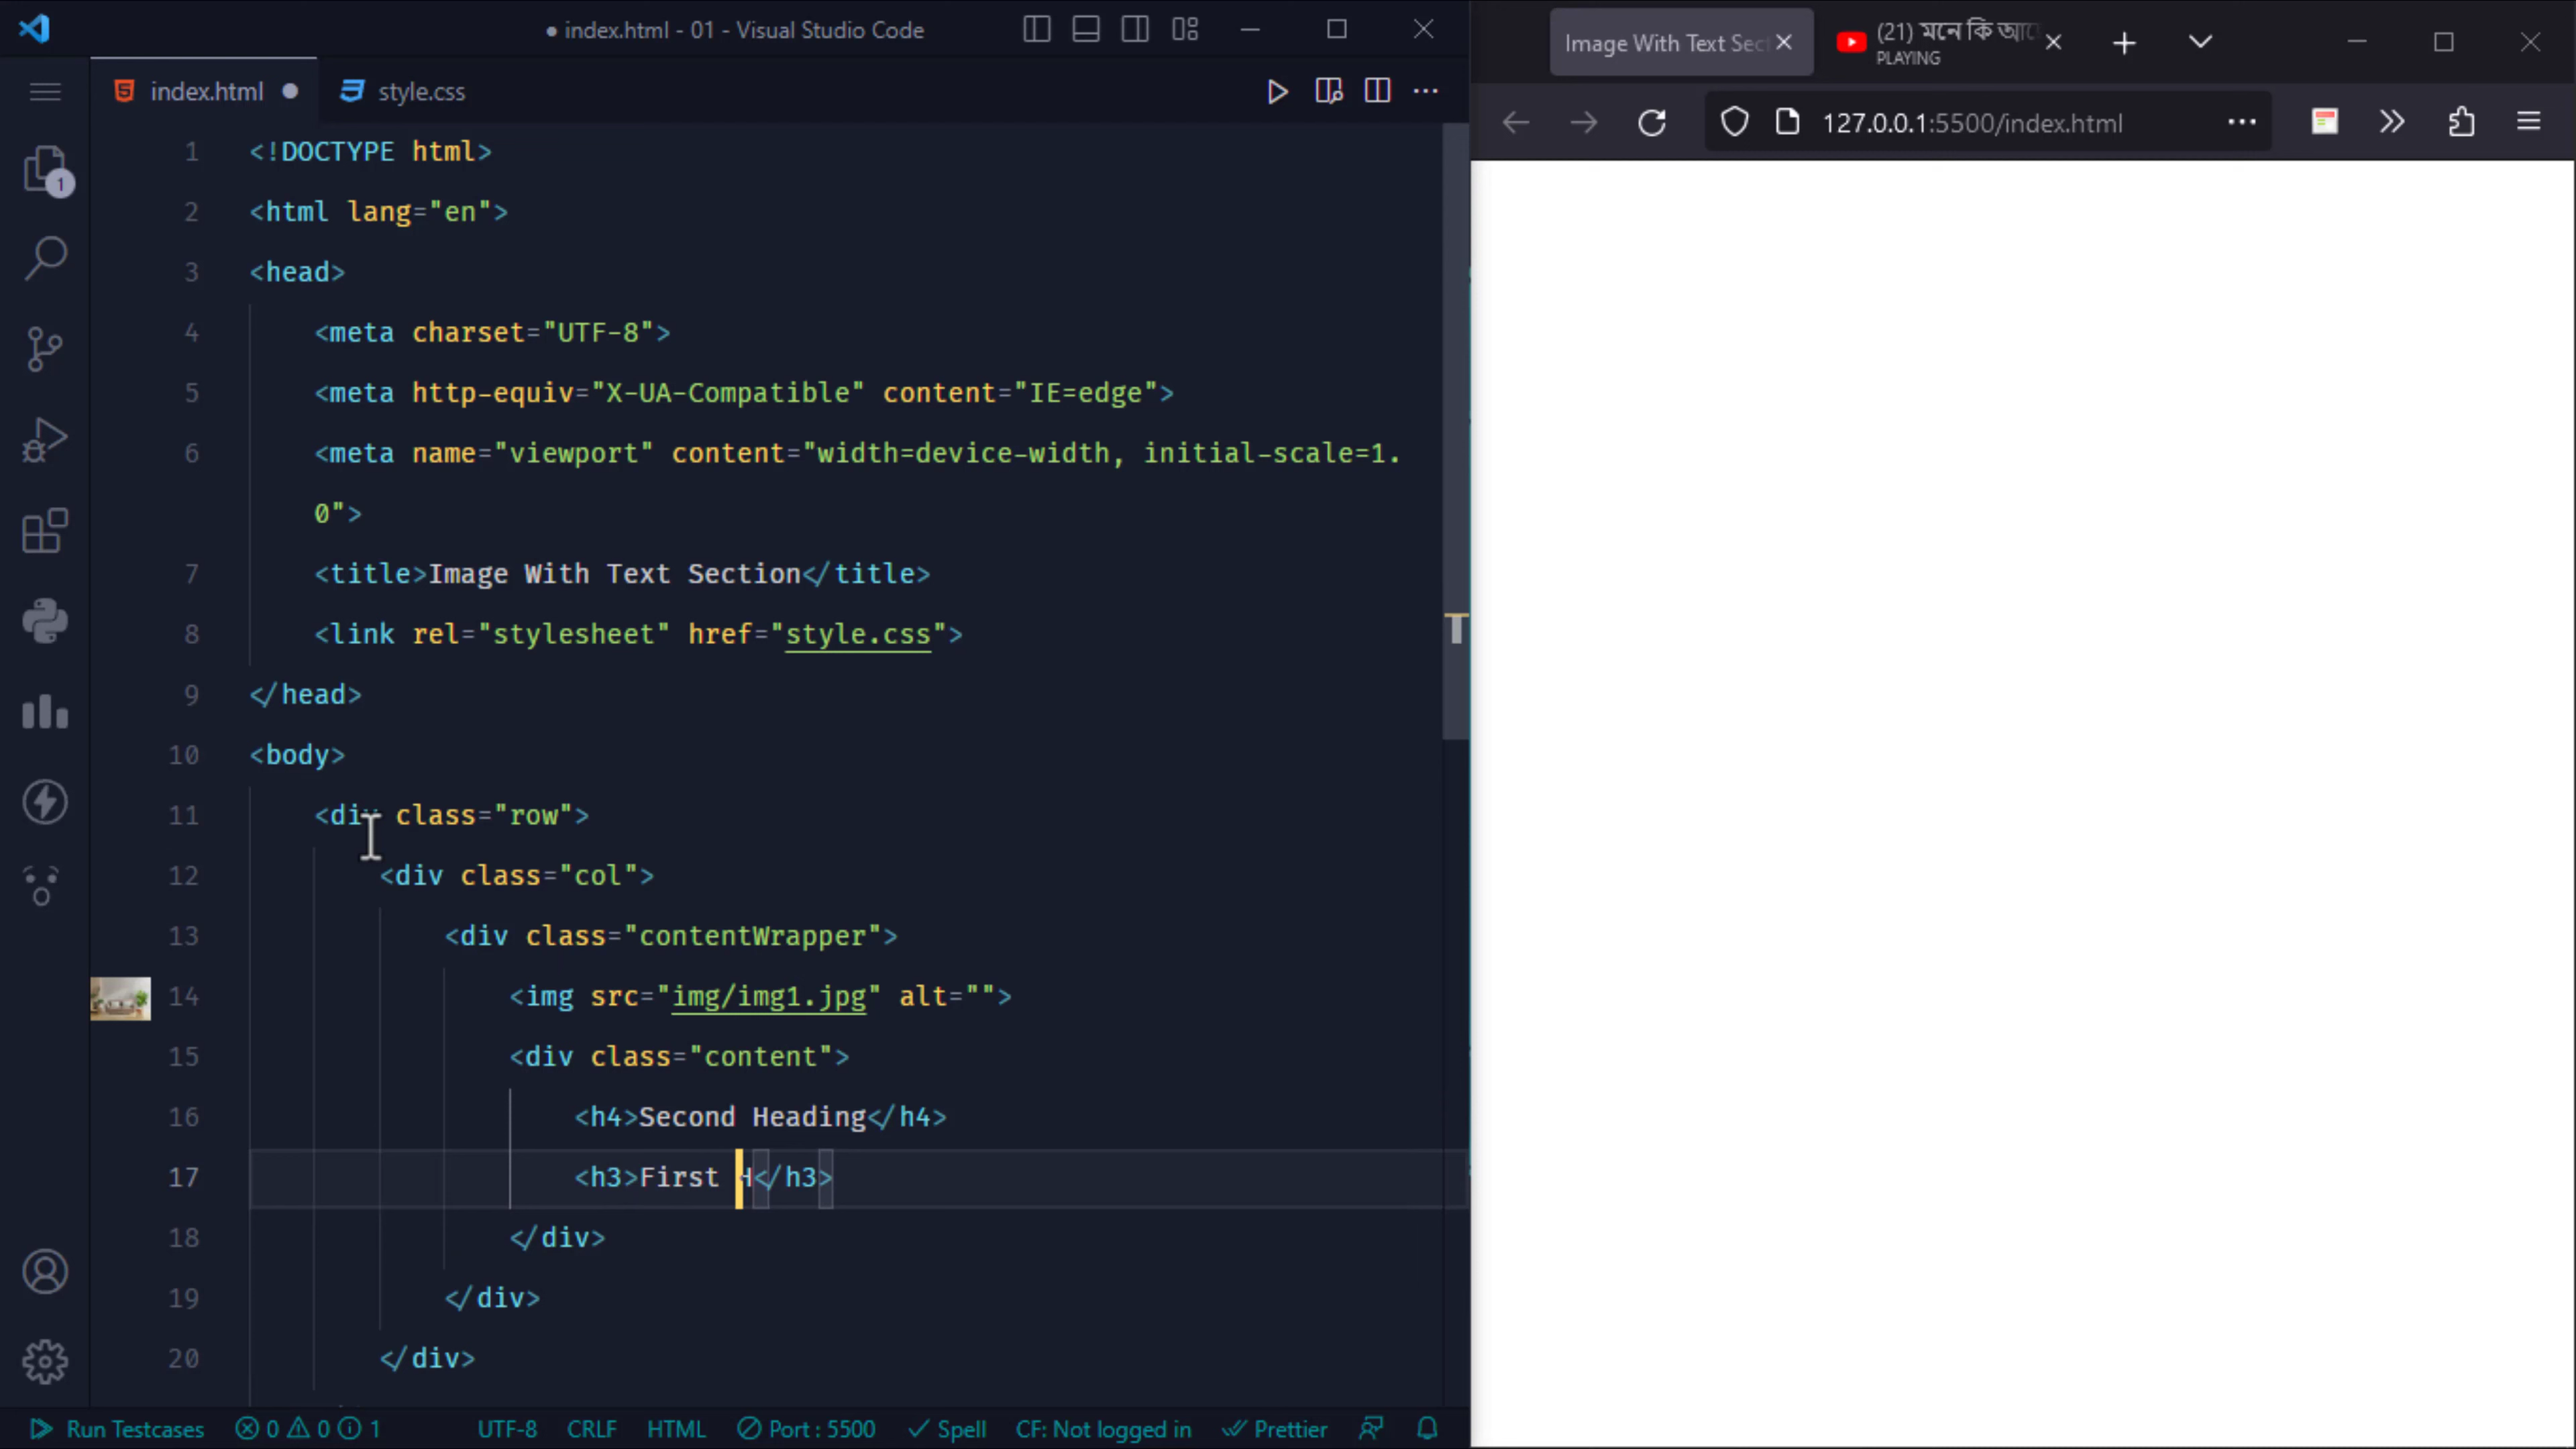 ● index.html - 01 - Visual Studio Code
index.html
style.css
1 <!DOCTYPE html>
2 <html lang="en">
3 <head>
4 <meta charset="UTF-8">
5 <meta http-equiv="X-UA-Compatible" content="IE=edge">
6 <meta name="viewport" content="width=device-width, initial-scale=1.
0">
7 <title>Image With Text Section</title>
8 <link rel="stylesheet" href="style.css">
9 </head>
10 <body>
11 <div class="row">
12 <div class="col">
13 <div class="contentWrapper">
14 <img src="img/img1.jpg" alt="">
15 <div class="content">
16 <h4>Second Heading</h4>
17 <h3>First H</h3>
18 </div>
19 </div>
20 </div>
1
Run Testcases 0 0 1 UTF-8 CRLF HTML Port : 5500 Spell CF: Not logged in Prettier
Image With Text Sect
(21) মনে কি আছে
PLAYING
127.0.0.1:5500/index.html